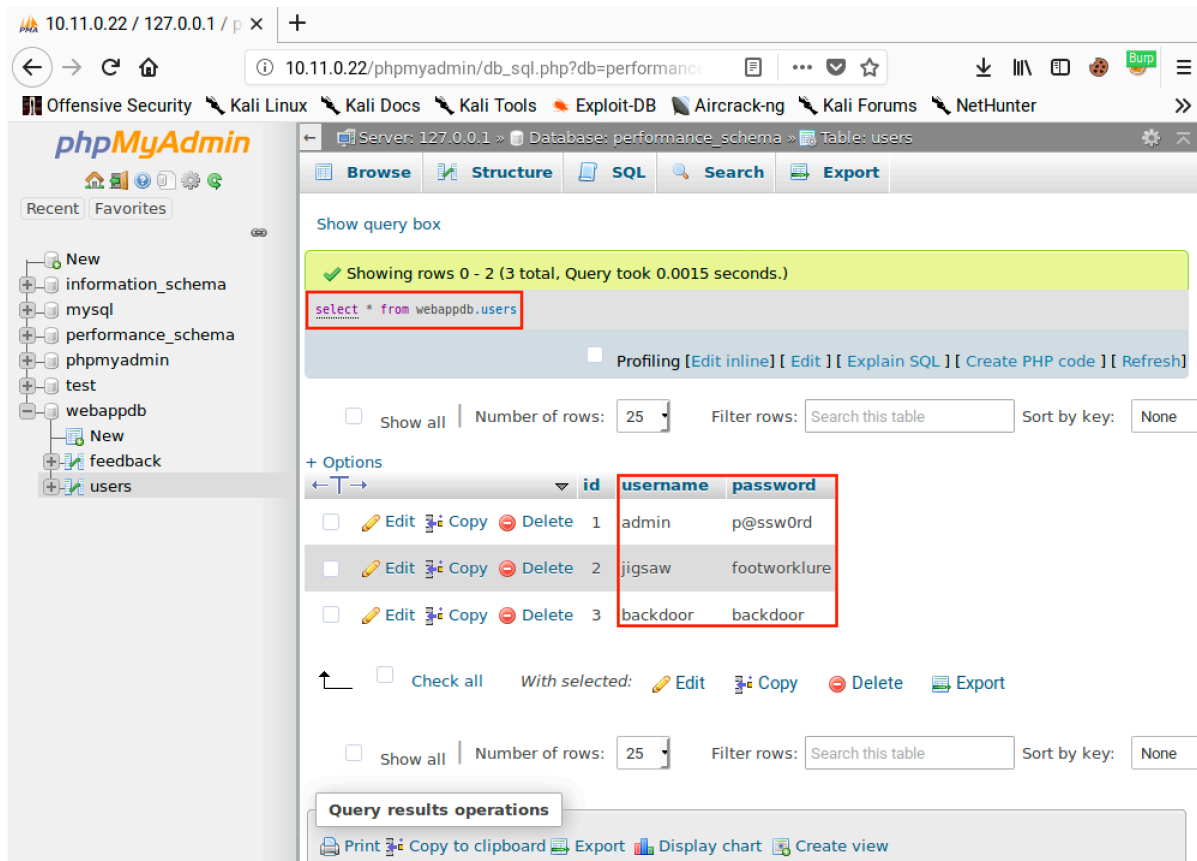 10.11.0.22 / 127.0.0.1 / p
10.11.0.22/phpmyadmin/db_sql.php?db=performanc
Burp
Offensive Security Kali Linux Kali Docs Kali Tools Exploit-DB Aircrack-ng Kali Forums NetHunter
phpMyAdmin
Recent Favorites
New
information_schema
mysql
performance_schema
phpmyadmin
test
webappdb
New
feedback
users
Server: 127.0.0.1 » Database: performance_schema » Table: users
Browse Structure SQL Search Export
Show query box
Showing rows 0 - 2 (3 total, Query took 0.0015 seconds.)
select * from webappdb.users
Profiling [Edit inline] [ Edit ] [ Explain SQL ] [ Create PHP code ] [ Refresh]
Show all Number of rows: 25 Filter rows: Search this table Sort by key: None
+ Options
←T→ id username password
Edit Copy Delete 1 admin p@ssw0rd
Edit Copy Delete 2 jigsaw footworklure
Edit Copy Delete 3 backdoor backdoor
Check all With selected: Edit Copy Delete Export
Show all Number of rows: 25 Filter rows: Search this table Sort by key: None
Query results operations
Print Copy to clipboard Export Display chart Create view